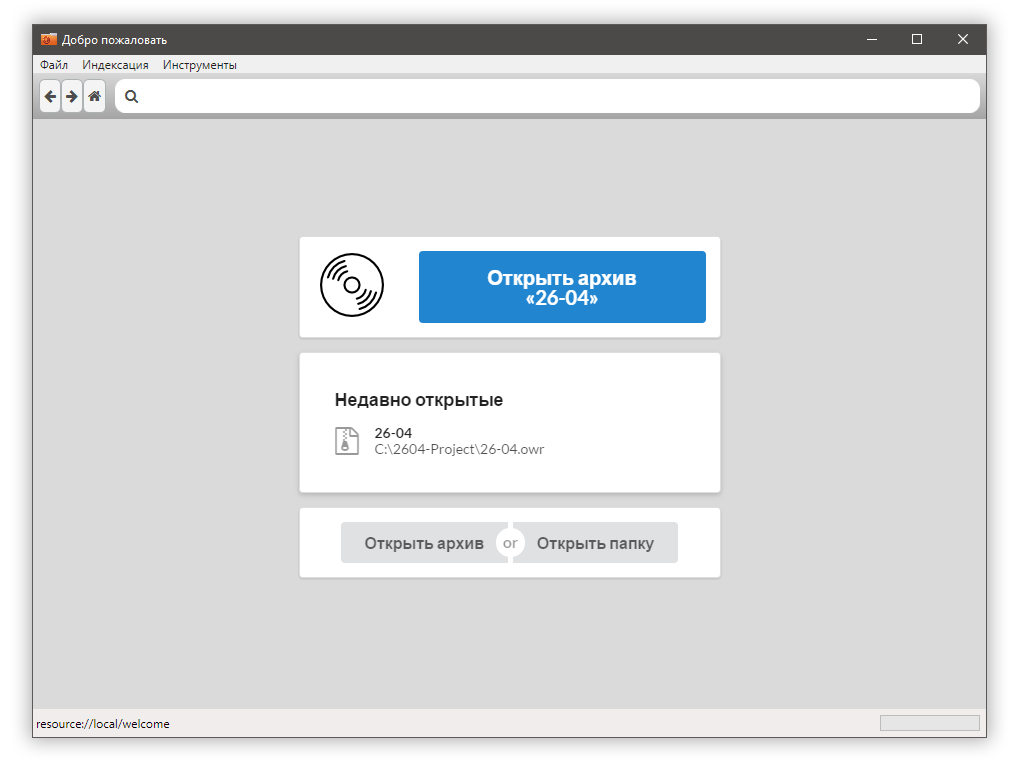 Добро пожаловать
Файл Индексация Инструменты
Открыть архив
«26-04»
Недавно открытые
26-04
C:\2604-Project\26-04.owr
Открыть архив or Открыть папку
resource://local/welcome